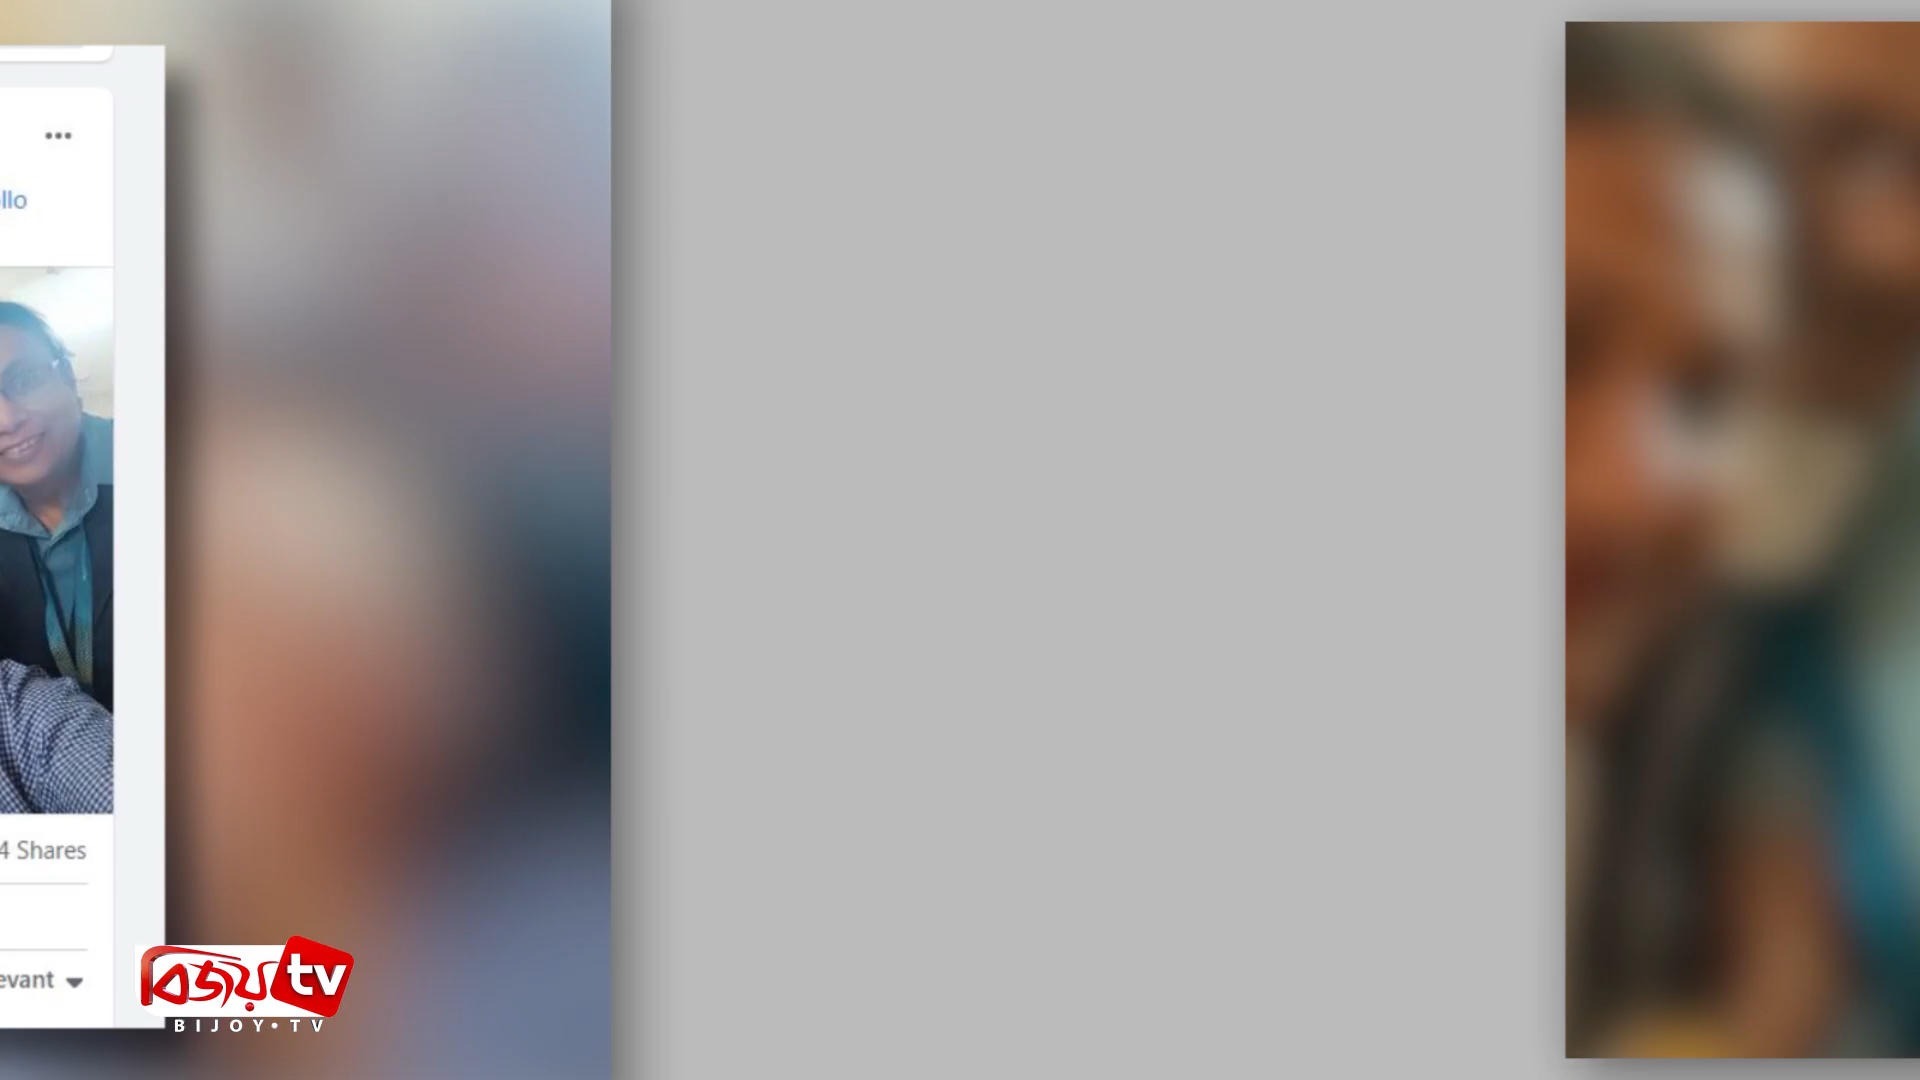 llo
4 Shares
evant
বিজয় tv
BIJOY•TV